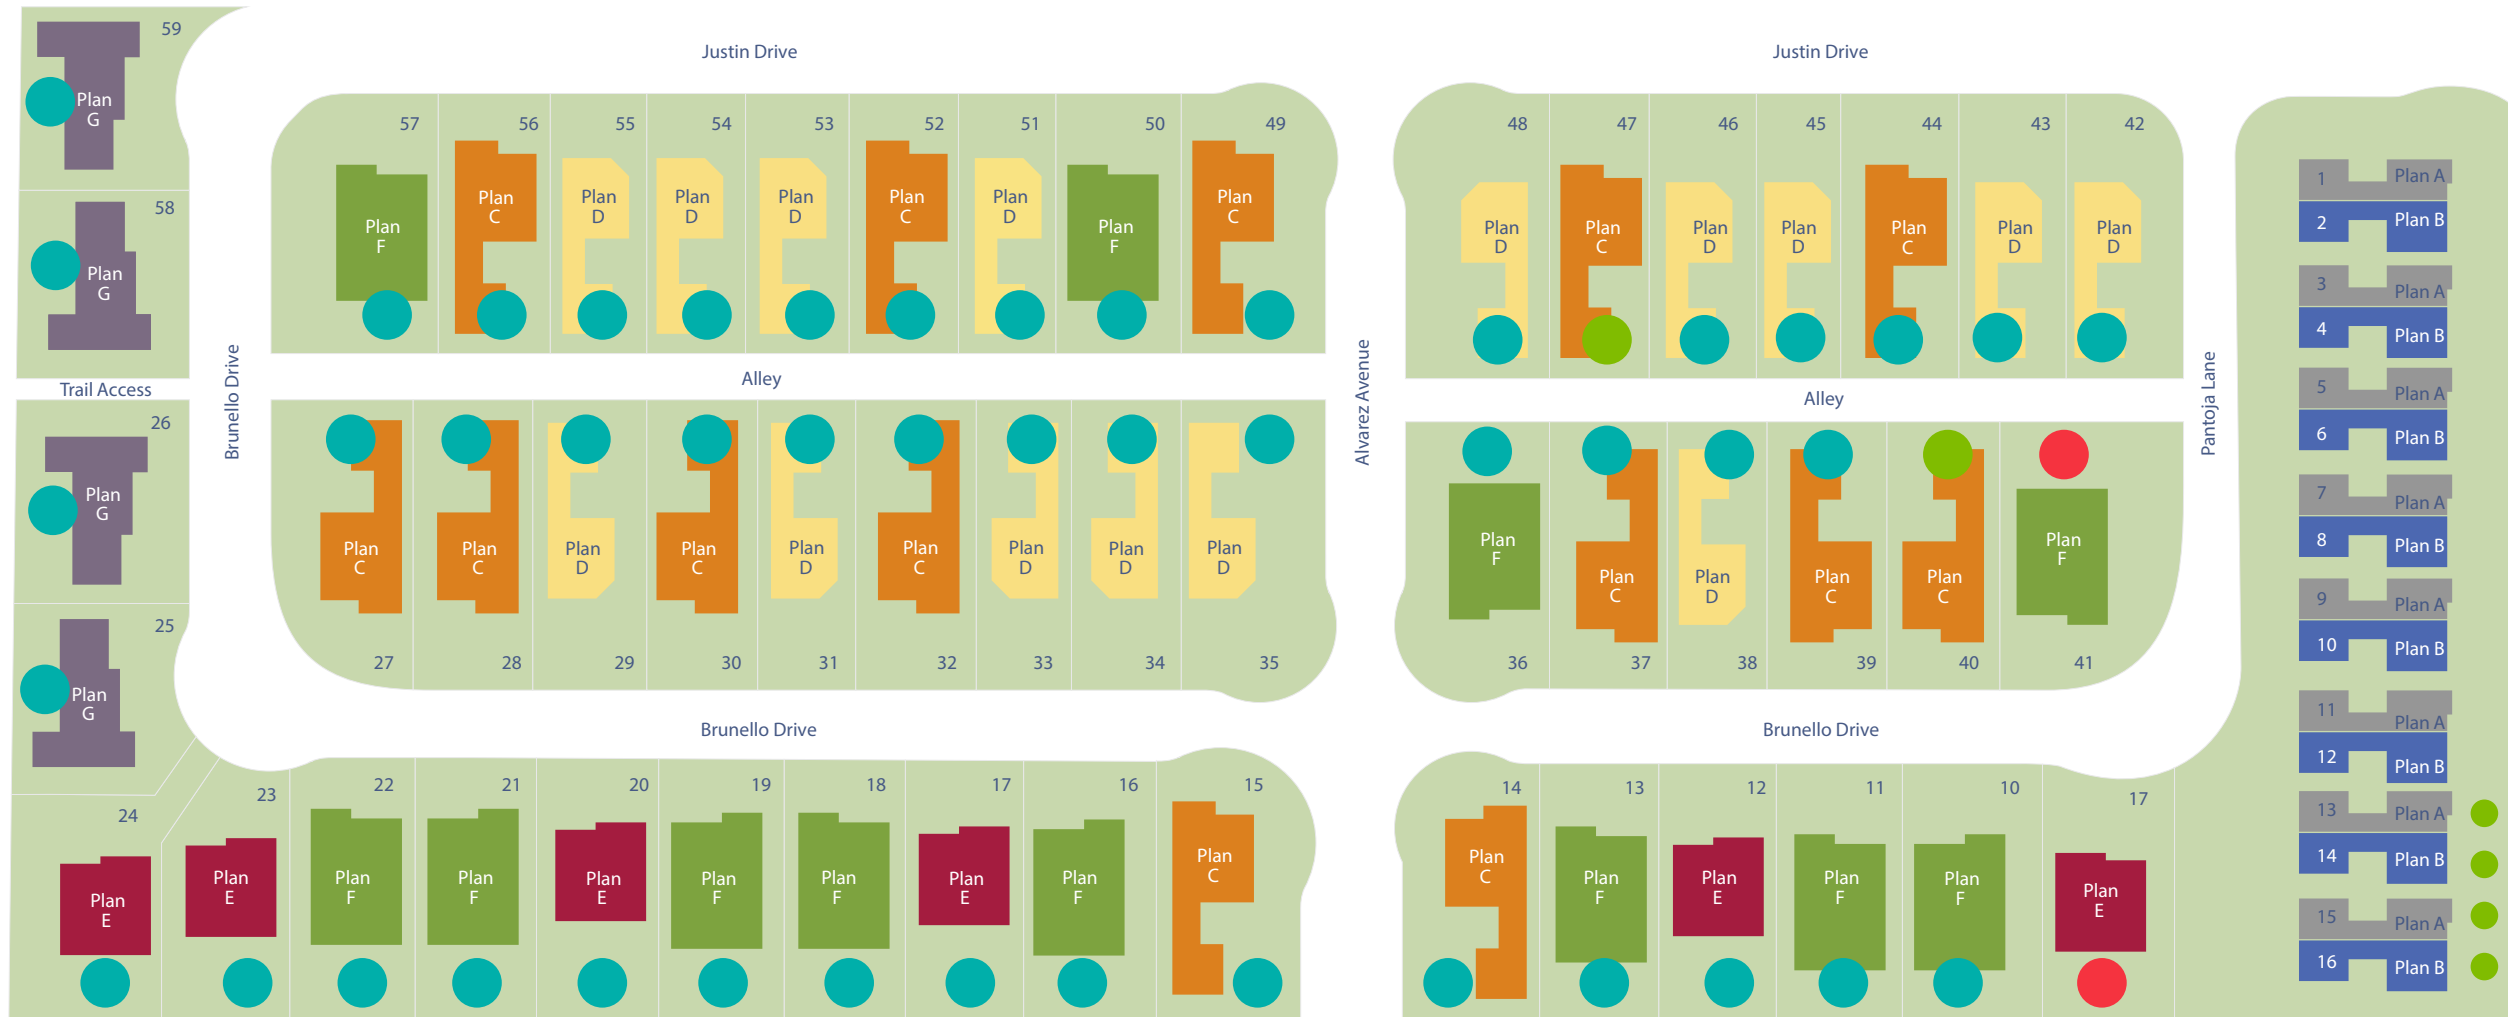 59
Plan
G
58
Plan
G
Trail Access
26
Plan
G
25
Plan
G
24
Plan
E
Brunello Drive
Justin Drive
57
Plan
F
56
Plan
C
55
Plan
D
54
Plan
D
53
Plan
D
52
Plan
C
51
Plan
D
50
Plan
F
49
Plan
C
Alley
Plan
C
27
Plan
C
28
Plan
D
29
Plan
C
30
Plan
D
31
Plan
C
32
Plan
D
33
Plan
D
34
Plan
D
35
Brunello Drive
23
Plan
E
22
Plan
F
21
Plan
F
20
Plan
E
19
Plan
F
18
Plan
F
17
Plan
E
16
Plan
F
15
Plan
C
Alvarez Avenue
Justin Drive
48
Plan
D
47
Plan
C
46
Plan
D
45
Plan
D
44
Plan
C
43
Plan
D
42
Plan
D
Alley
Plan
F
36
Plan
C
37
Plan
D
38
Plan
C
39
Plan
C
40
Plan
F
41
Brunello Drive
14
Plan
C
13
Plan
F
12
Plan
E
11
Plan
F
10
Plan
F
17
Plan
E
Pantoja Lane
1 Plan A
2 Plan B
3 Plan A
4 Plan B
5 Plan A
6 Plan B
7 Plan A
8 Plan B
9 Plan A
10 Plan B
11 Plan A
12 Plan B
13 Plan A
14 Plan B
15 Plan A
16 Plan B